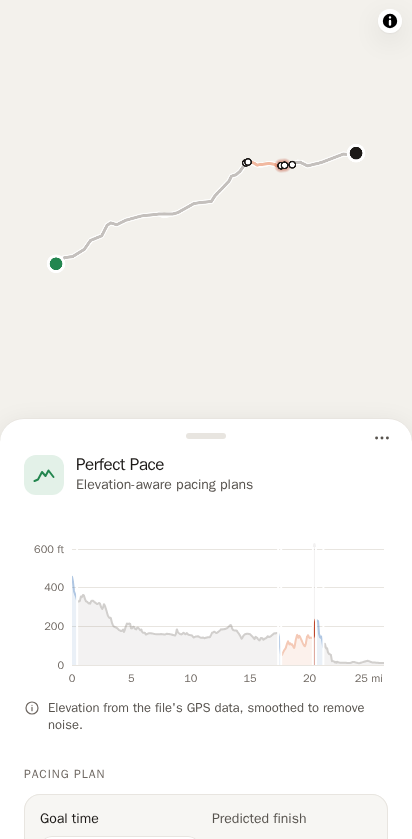 Perfect Pace
Elevation-aware pacing plans
600 ft
400
200
0
0 5 10 15 20 25 mi
Elevation from the file's GPS data, smoothed to remove
noise.
PACING PLAN
Goal time Predicted finish